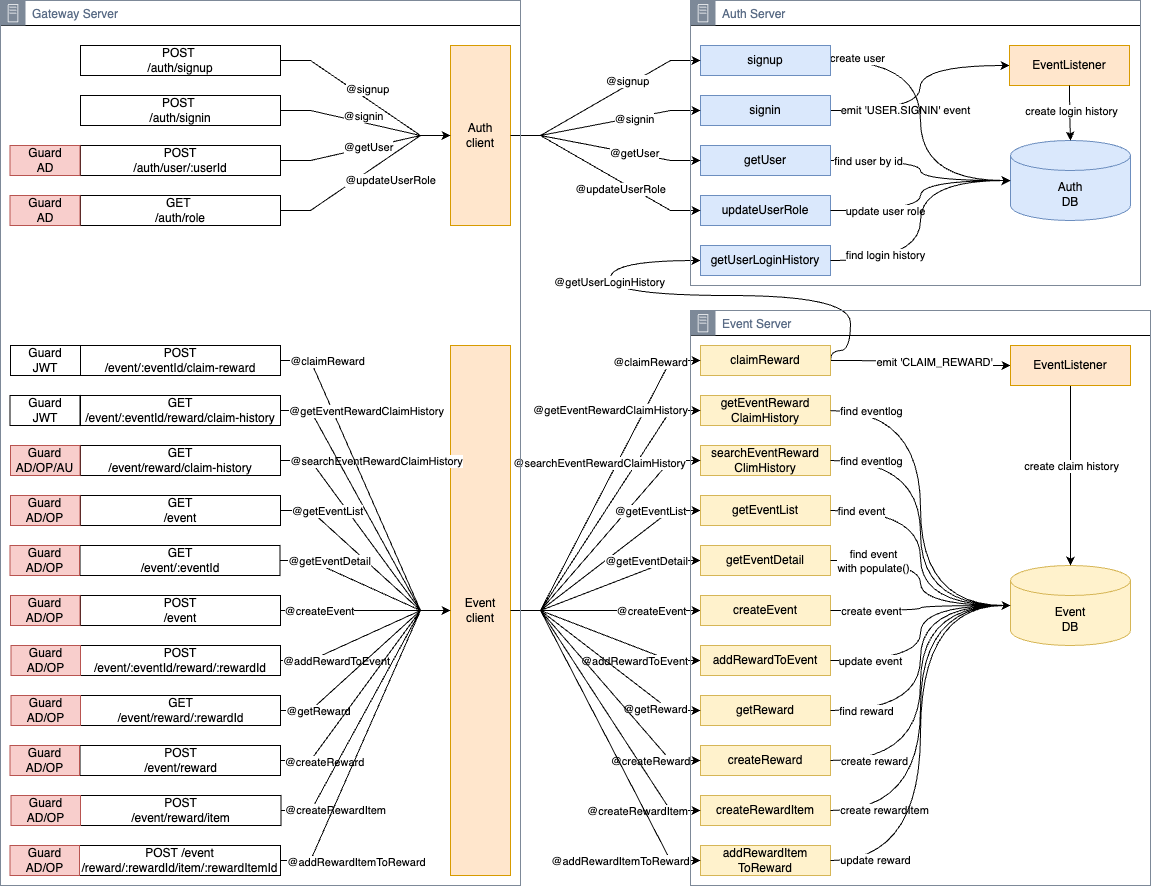 Gateway Server
POST
/auth/signup
POST
/auth/signin
Guard
AD
POST
/auth/user/:userId
Guard
AD
GET
/auth/role
@signup
@signin
@getUser
@updateUserRole
Auth
client
@signup
@signin
@getUser
@updateUserRole
@getUserLoginHistory
Auth Server
signup
signin
getUser
updateUserRole
getUserLoginHistory
create user
emit 'USER.SIGNIN' event
find user by id
update user role
find login history
EventListener
create login history
Auth
DB
Guard
JWT
POST
/event/:eventId/claim-reward
Guard
JWT
GET
/event/:eventId/reward/claim-history
Guard
AD/OP/AU
GET
/event/reward/claim-history
Guard
AD/OP
GET
/event
Guard
AD/OP
GET
/event/:eventId
Guard
AD/OP
POST
/event
Guard
AD/OP
POST
/event/:eventId/reward/:rewardId
Guard
AD/OP
GET
/event/reward/:rewardId
Guard
AD/OP
POST
/event/reward
Guard
AD/OP
POST
/event/reward/item
Guard
AD/OP
POST /event
/reward/:rewardId/item/:rewardItemId
@claimReward
@getEventRewardClaimHistory
@searchEventRewardClaimHistory
@getEventList
@getEventDetail
@createEvent
@addRewardToEvent
@getReward
@createReward
@createRewardItem
@addRewardItemToReward
Event
client
@claimReward
@getEventRewardClaimHistory
@searchEventRewardClaimHistory
@getEventList
@getEventDetail
@createEvent
@addRewardToEvent
@getReward
@createReward
@createRewardItem
@addRewardItemToReward
Event Server
claimReward
getEventReward
ClaimHistory
searchEventReward
ClimHistory
getEventList
getEventDetail
createEvent
addRewardToEvent
getReward
createReward
createRewardItem
addRewardItem
ToReward
emit 'CLAIM_REWARD'
find eventlog
find eventlog
find event
find event
with populate()
create event
update event
find reward
create reward
create rewardItem
update reward
EventListener
create claim history
Event
DB